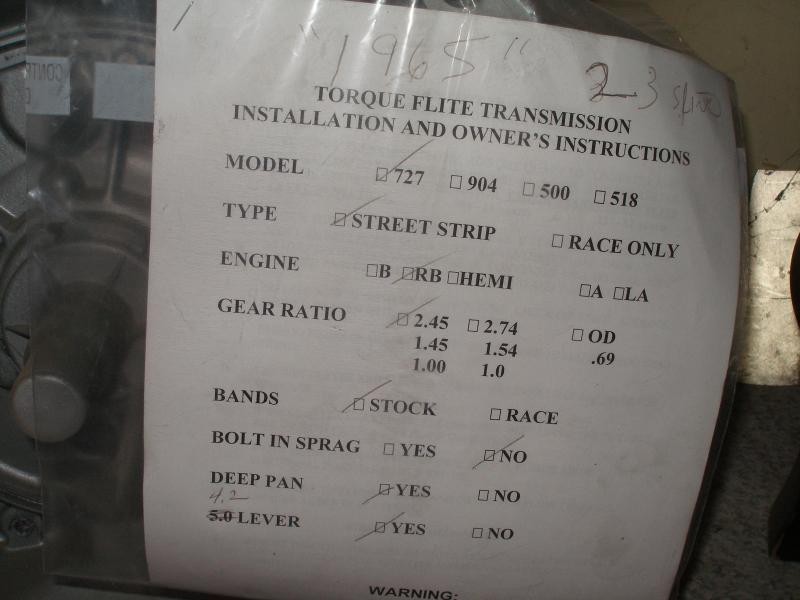 "1965" 23
TORQUE FLITE TRANSMISSION
INSTALLATION AND OWNER'S INSTRUCTIONS
MODEL ☑727 ☐904 ☐500 ☐518
TYPE ☑STREET STRIP ☐RACE ONLY
ENGINE ☐B ☑RB ☐HEMI ☐A ☐LA
GEAR RATIO ☑2.45 ☐2.74 ☐OD
1.45 1.54 .69
1.00 1.0
BANDS ☑STOCK ☐RACE
BOLT IN SPRAG ☐YES ☑NO
DEEP PAN ☑YES ☐NO
4.2
5.0 LEVER ☑YES ☐NO
WARNING: